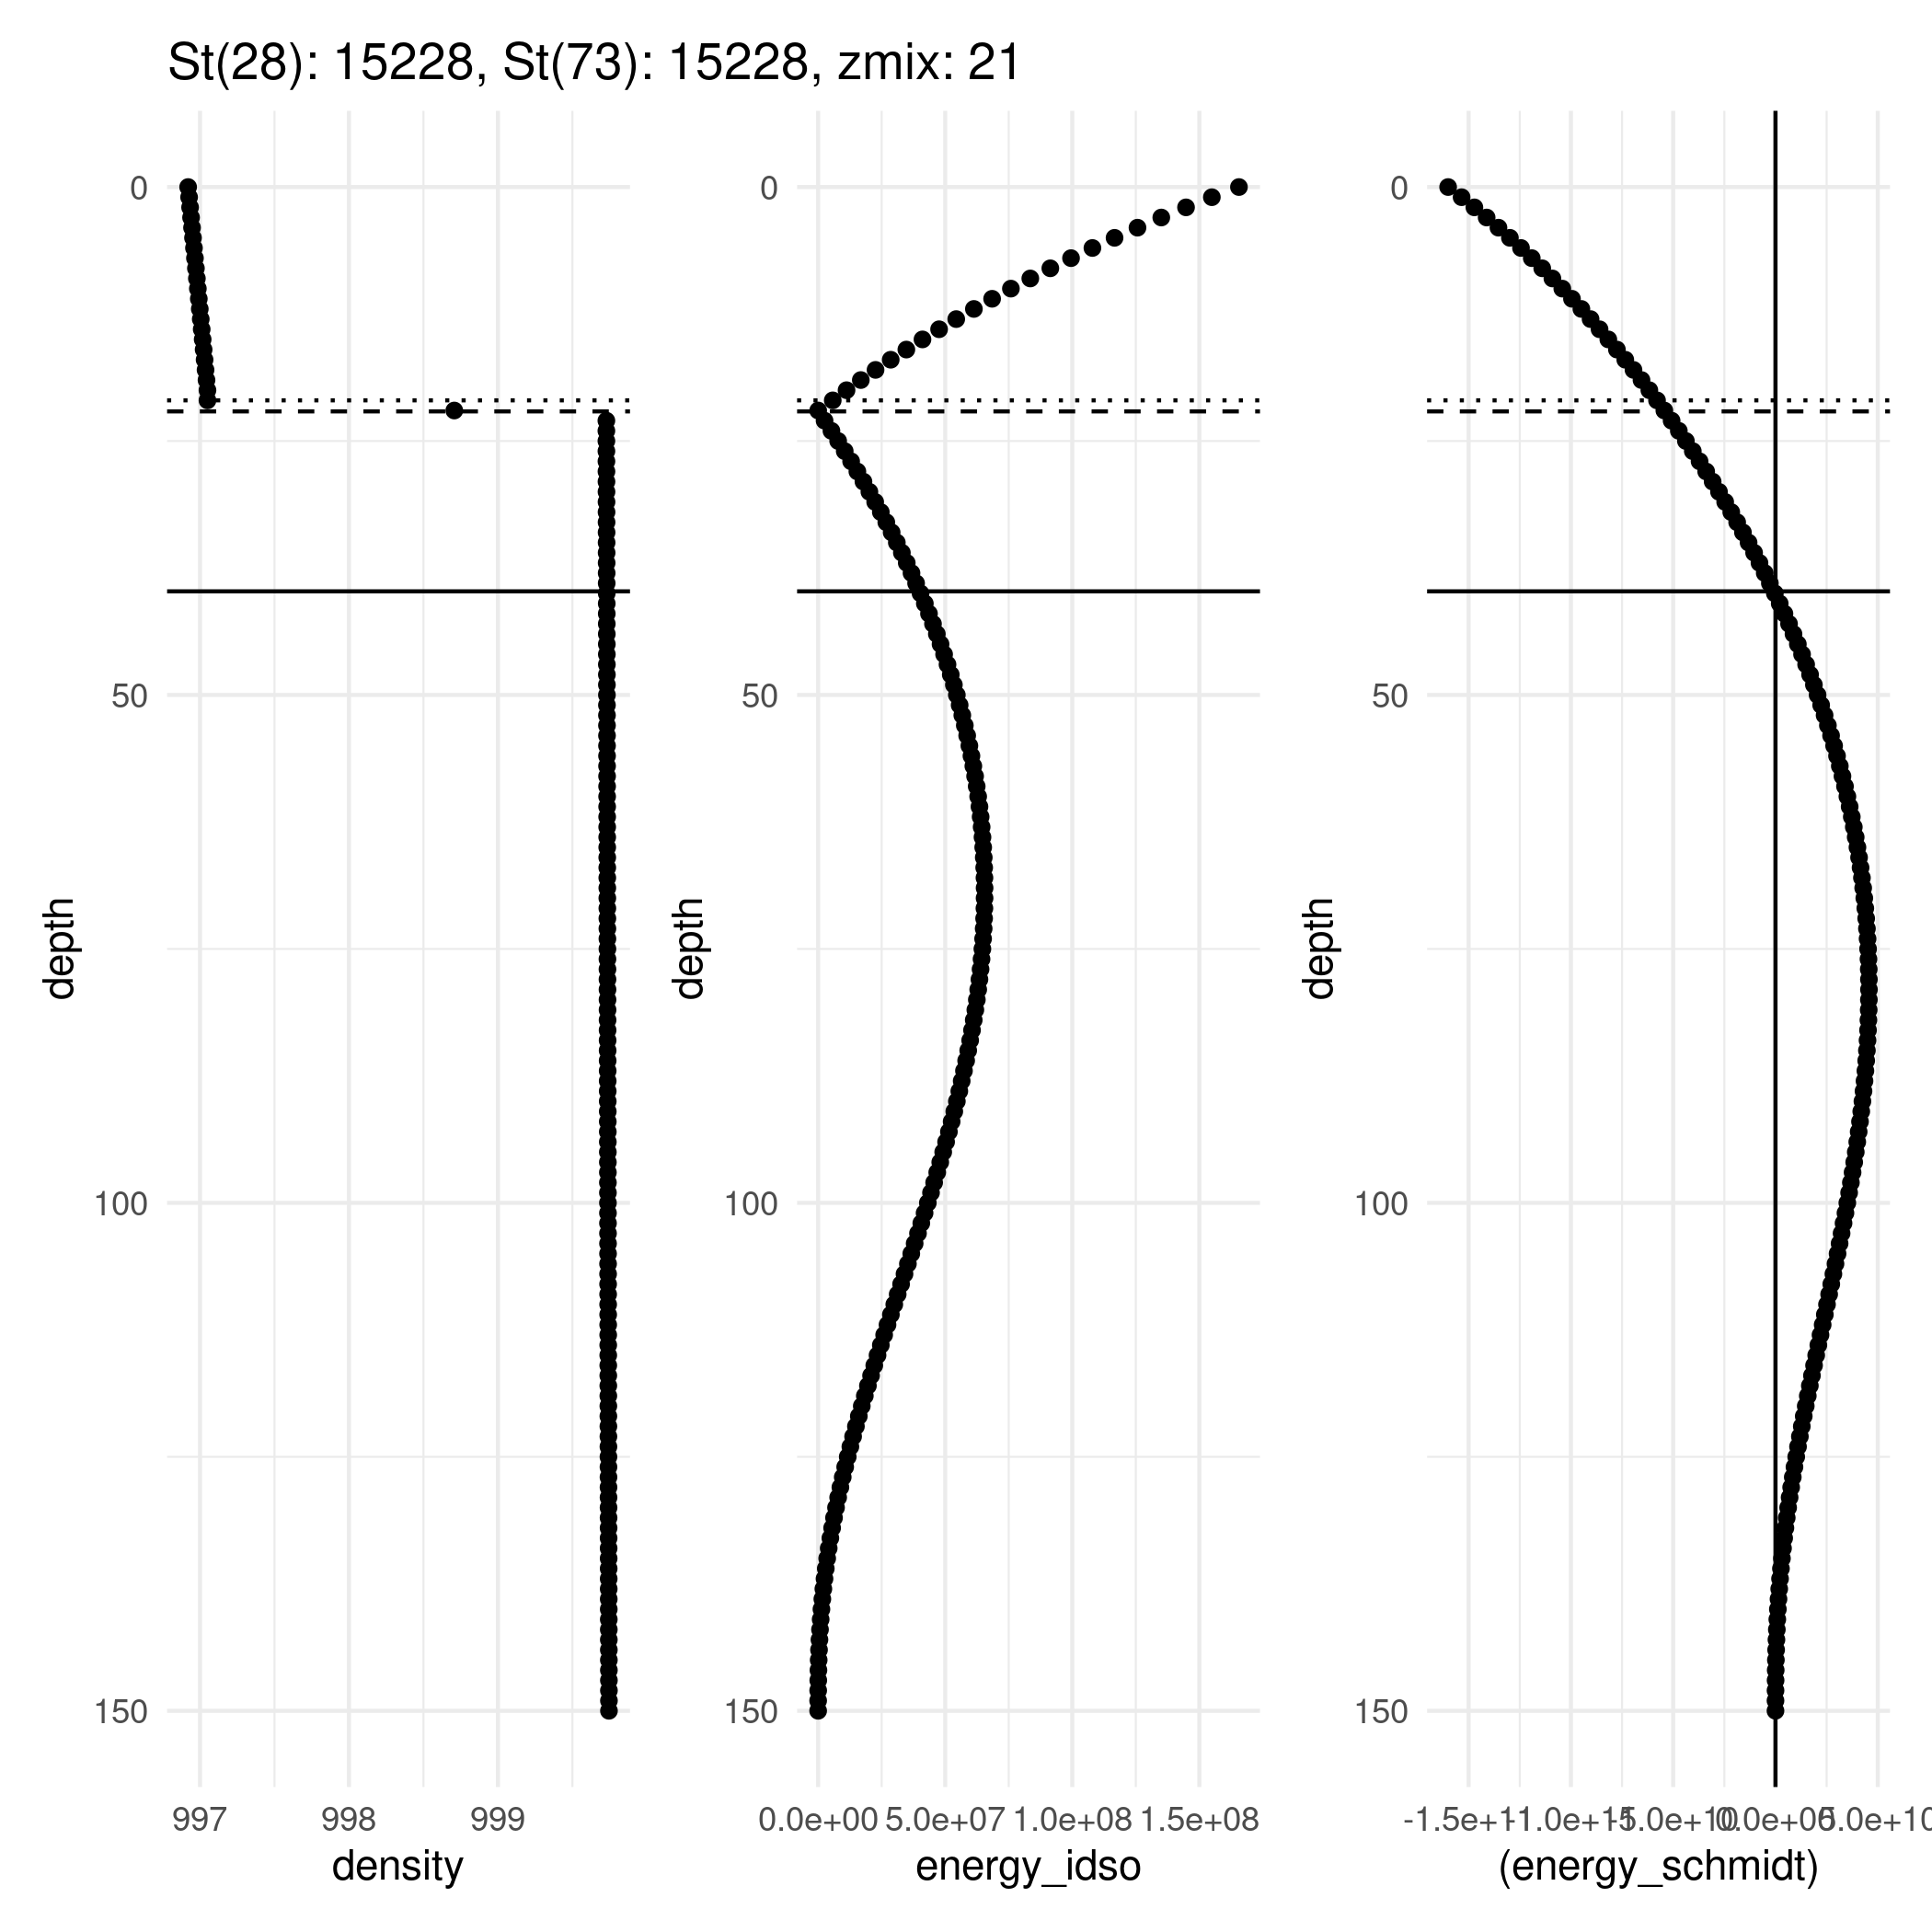 St(28): 15228, St(73): 15228, zmix: 21
0
50
100
150
depth
997 998 999
density
0
50
100
150
depth
0.0e+00 5.0e+07 1.0e+08 1.5e+08
energy_idso
0
50
100
150
depth
(energy_schmidt)